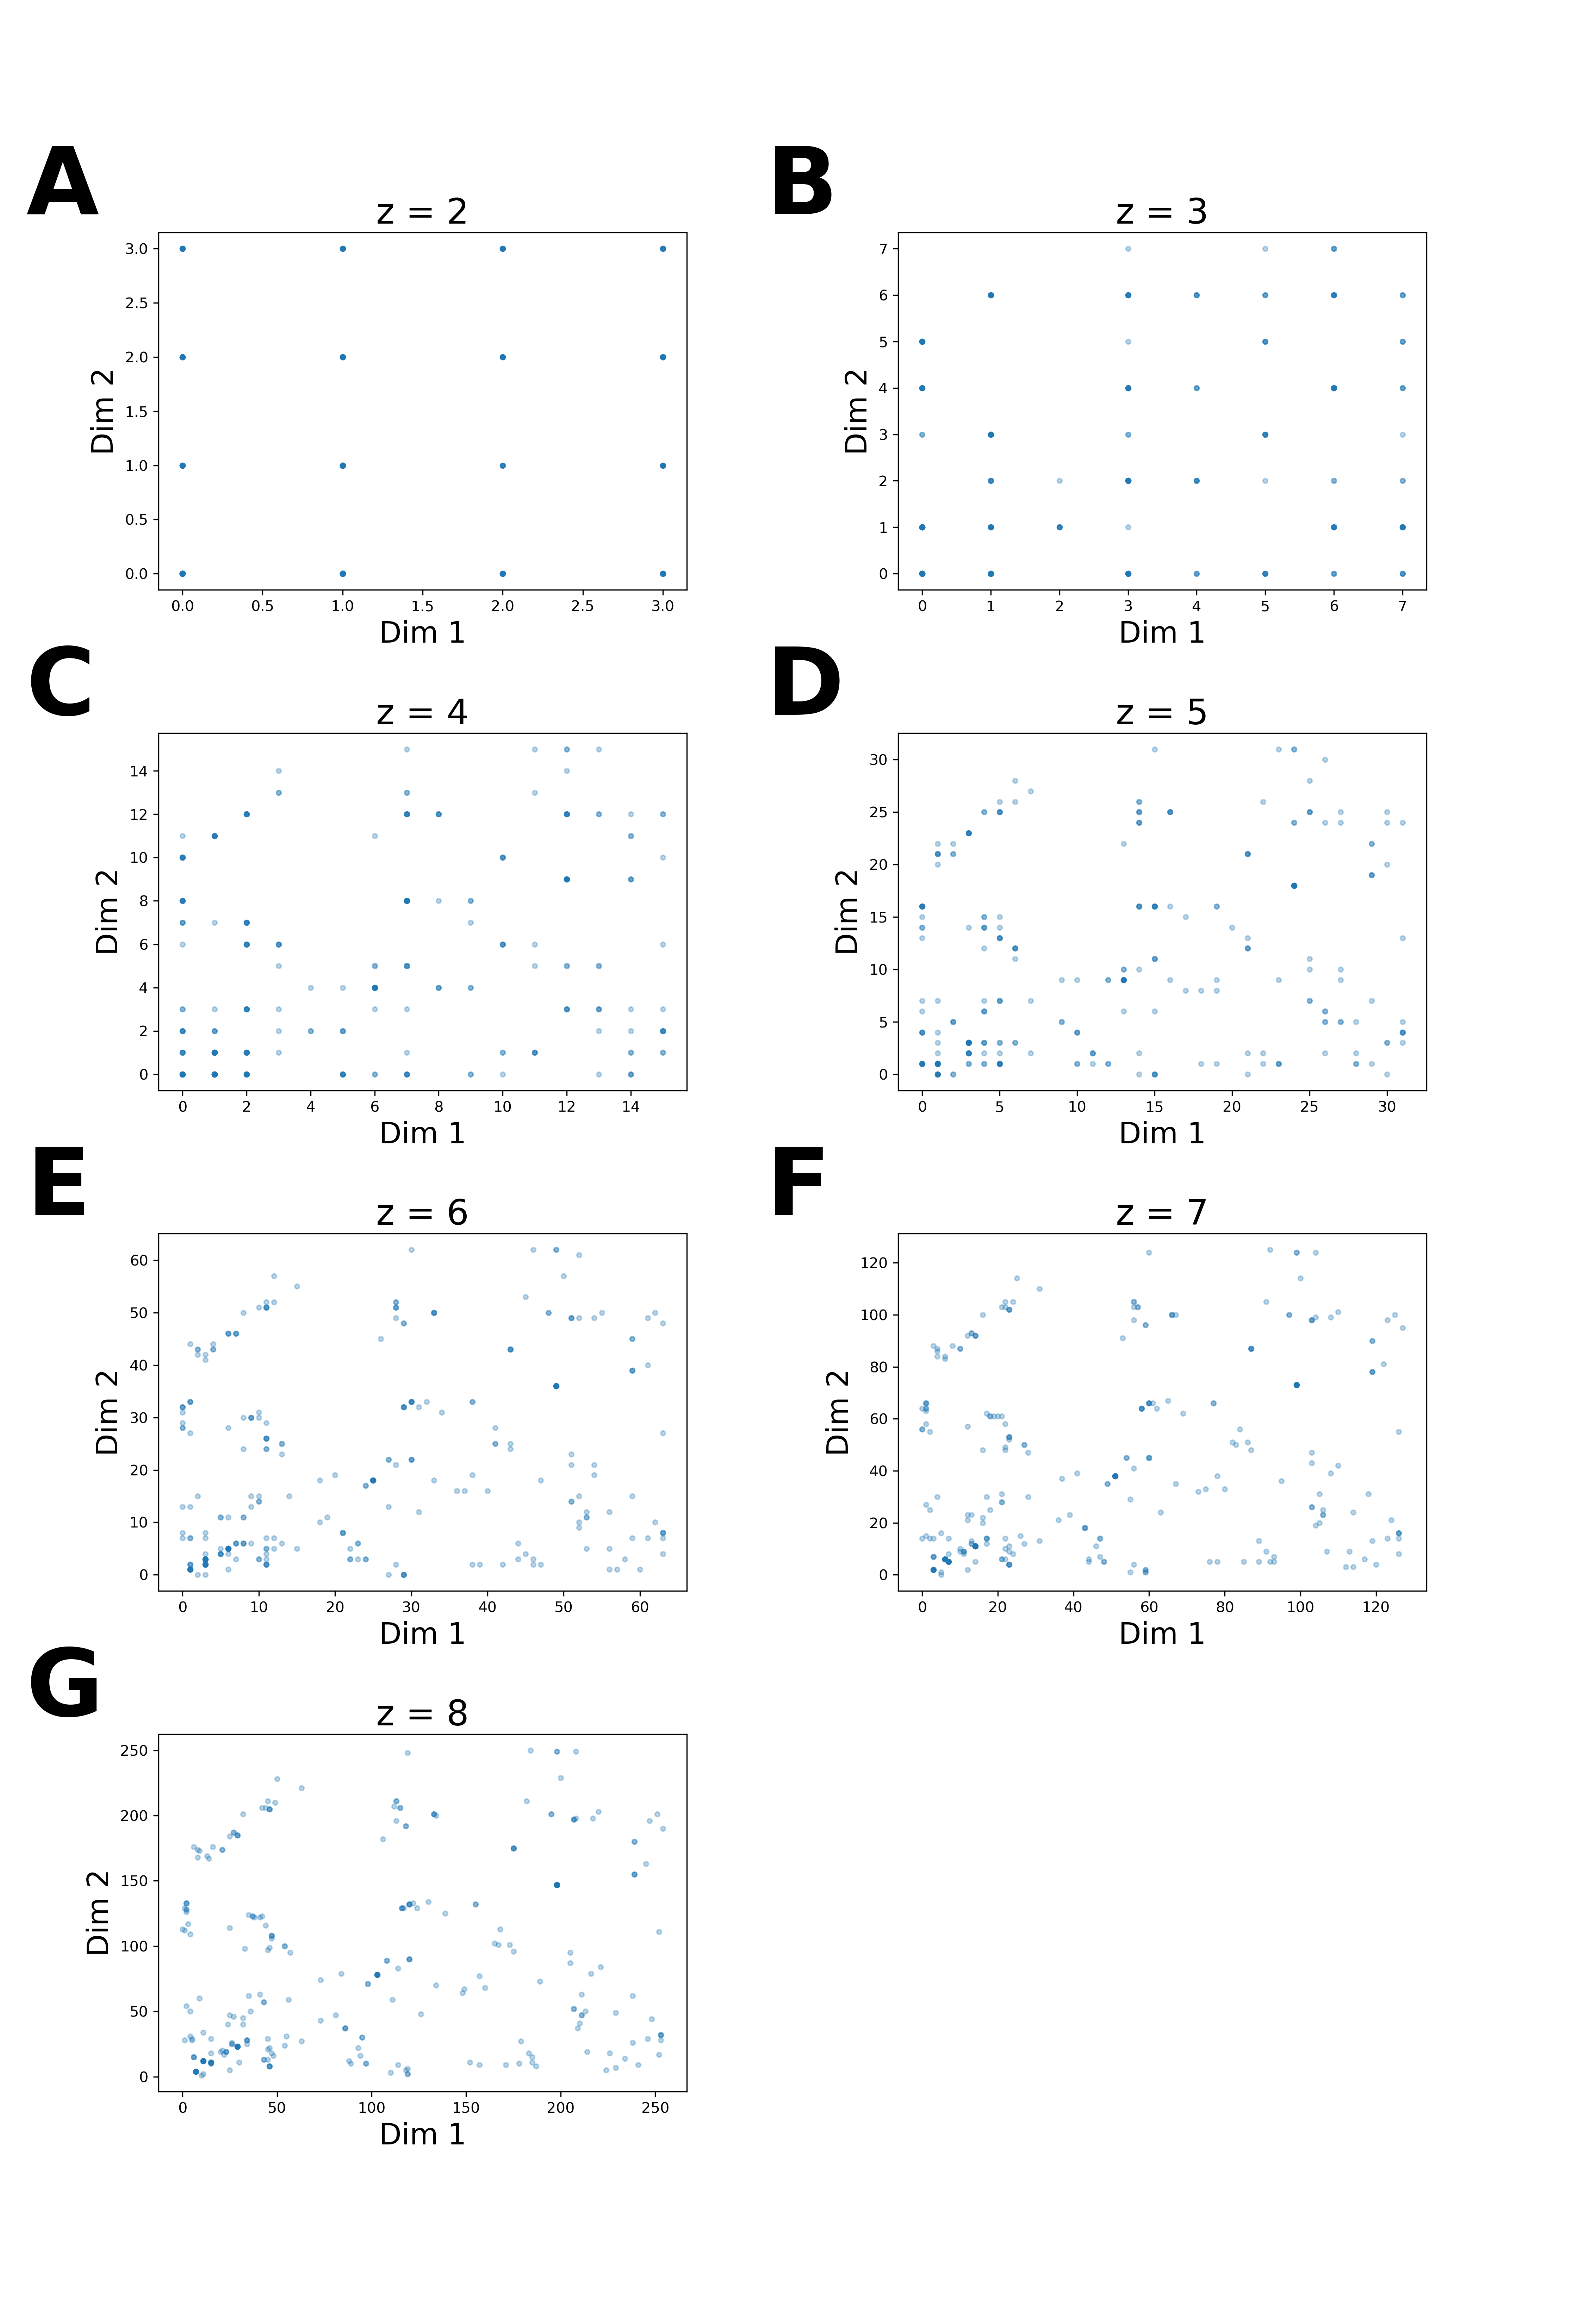 A
B
z = 2
z = 3
3.0
2.5
2.0
1.5
1.0
0.5
0.0
Dim 2
0.0 0.5 1.0 1.5 2.0 2.5 3.0
Dim 1
7
6
5
4
3
2
1
0
Dim 2
0 1 2 3 4 5 6 7
Dim 1
C
D
z = 4
z = 5
14
12
10
8
6
4
2
0
Dim 2
0 2 4 6 8 10 12 14
Dim 1
30
25
20
15
10
5
0
Dim 2
0 5 10 15 20 25 30
Dim 1
E
F
z = 6
z = 7
60
50
40
30
20
10
0
Dim 2
0 10 20 30 40 50 60
Dim 1
120
100
80
60
40
20
0
Dim 2
0 20 40 60 80 100 120
Dim 1
G
z = 8
250
200
150
100
50
0
Dim 2
0 50 100 150 200 250
Dim 1